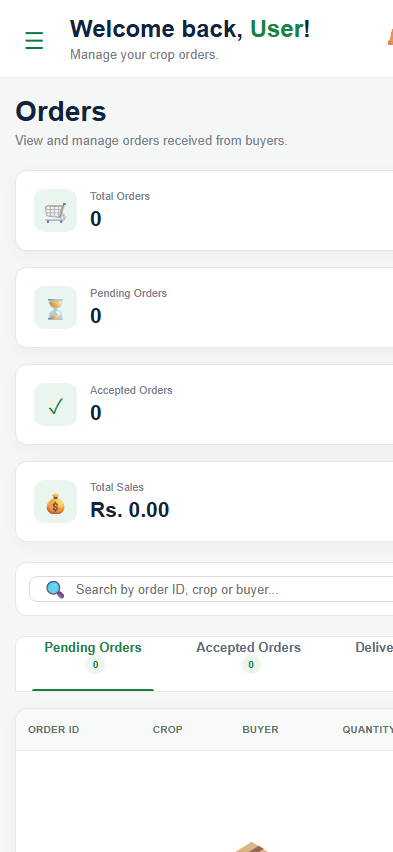 Welcome back, User!
Manage your crop orders.
Orders
View and manage orders received from buyers.
Total Orders
0
Pending Orders
0
Accepted Orders
0
Total Sales
Rs. 0.00
Search by order ID, crop or buyer...
Pending Orders Accepted Orders Delive
0 0
ORDER ID CROP BUYER QUANTITY